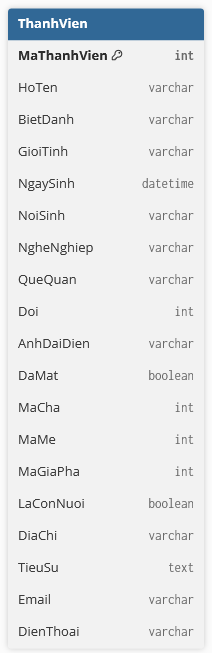 ThanhVien
MaThanhVien int
HoTen varchar
BietDanh varchar
GioiTinh varchar
NgaySinh datetime
NoiSinh varchar
NgheNghiep varchar
QueQuan varchar
Doi int
AnhDaiDien varchar
DaMat boolean
MaCha int
MaMe int
MaGiaPha int
LaConNuoi boolean
DiaChi varchar
TieuSu text
Email varchar
DienThoai varchar